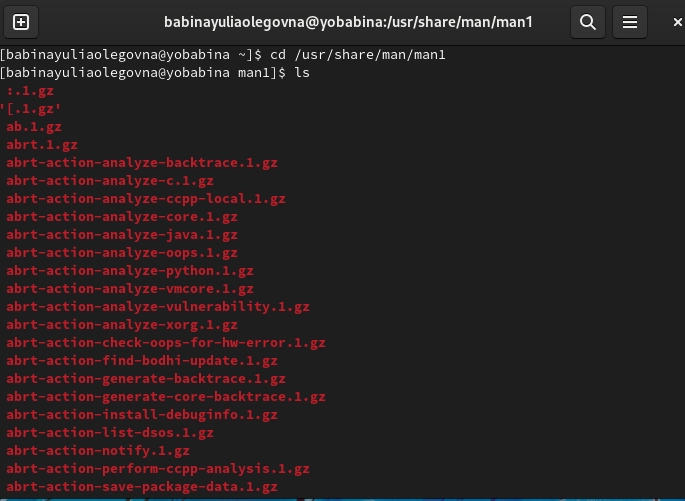 babinayuliaolegovna@yobabina:/usr/share/man/man1
[babinayuliaolegovna@yobabina ~]$ cd /usr/share/man/man1
[babinayuliaolegovna@yobabina man1]$ ls
:.1.gz
'[.1.gz'
ab.1.gz
abrt.1.gz
abrt-action-analyze-backtrace.1.gz
abrt-action-analyze-c.1.gz
abrt-action-analyze-ccpp-local.1.gz
abrt-action-analyze-core.1.gz
abrt-action-analyze-java.1.gz
abrt-action-analyze-oops.1.gz
abrt-action-analyze-python.1.gz
abrt-action-analyze-vmcore.1.gz
abrt-action-analyze-vulnerability.1.gz
abrt-action-analyze-xorg.1.gz
abrt-action-check-oops-for-hw-error.1.gz
abrt-action-find-bodhi-update.1.gz
abrt-action-generate-backtrace.1.gz
abrt-action-generate-core-backtrace.1.gz
abrt-action-install-debuginfo.1.gz
abrt-action-list-dsos.1.gz
abrt-action-notify.1.gz
abrt-action-perform-ccpp-analysis.1.gz
abrt-action-save-package-data.1.gz